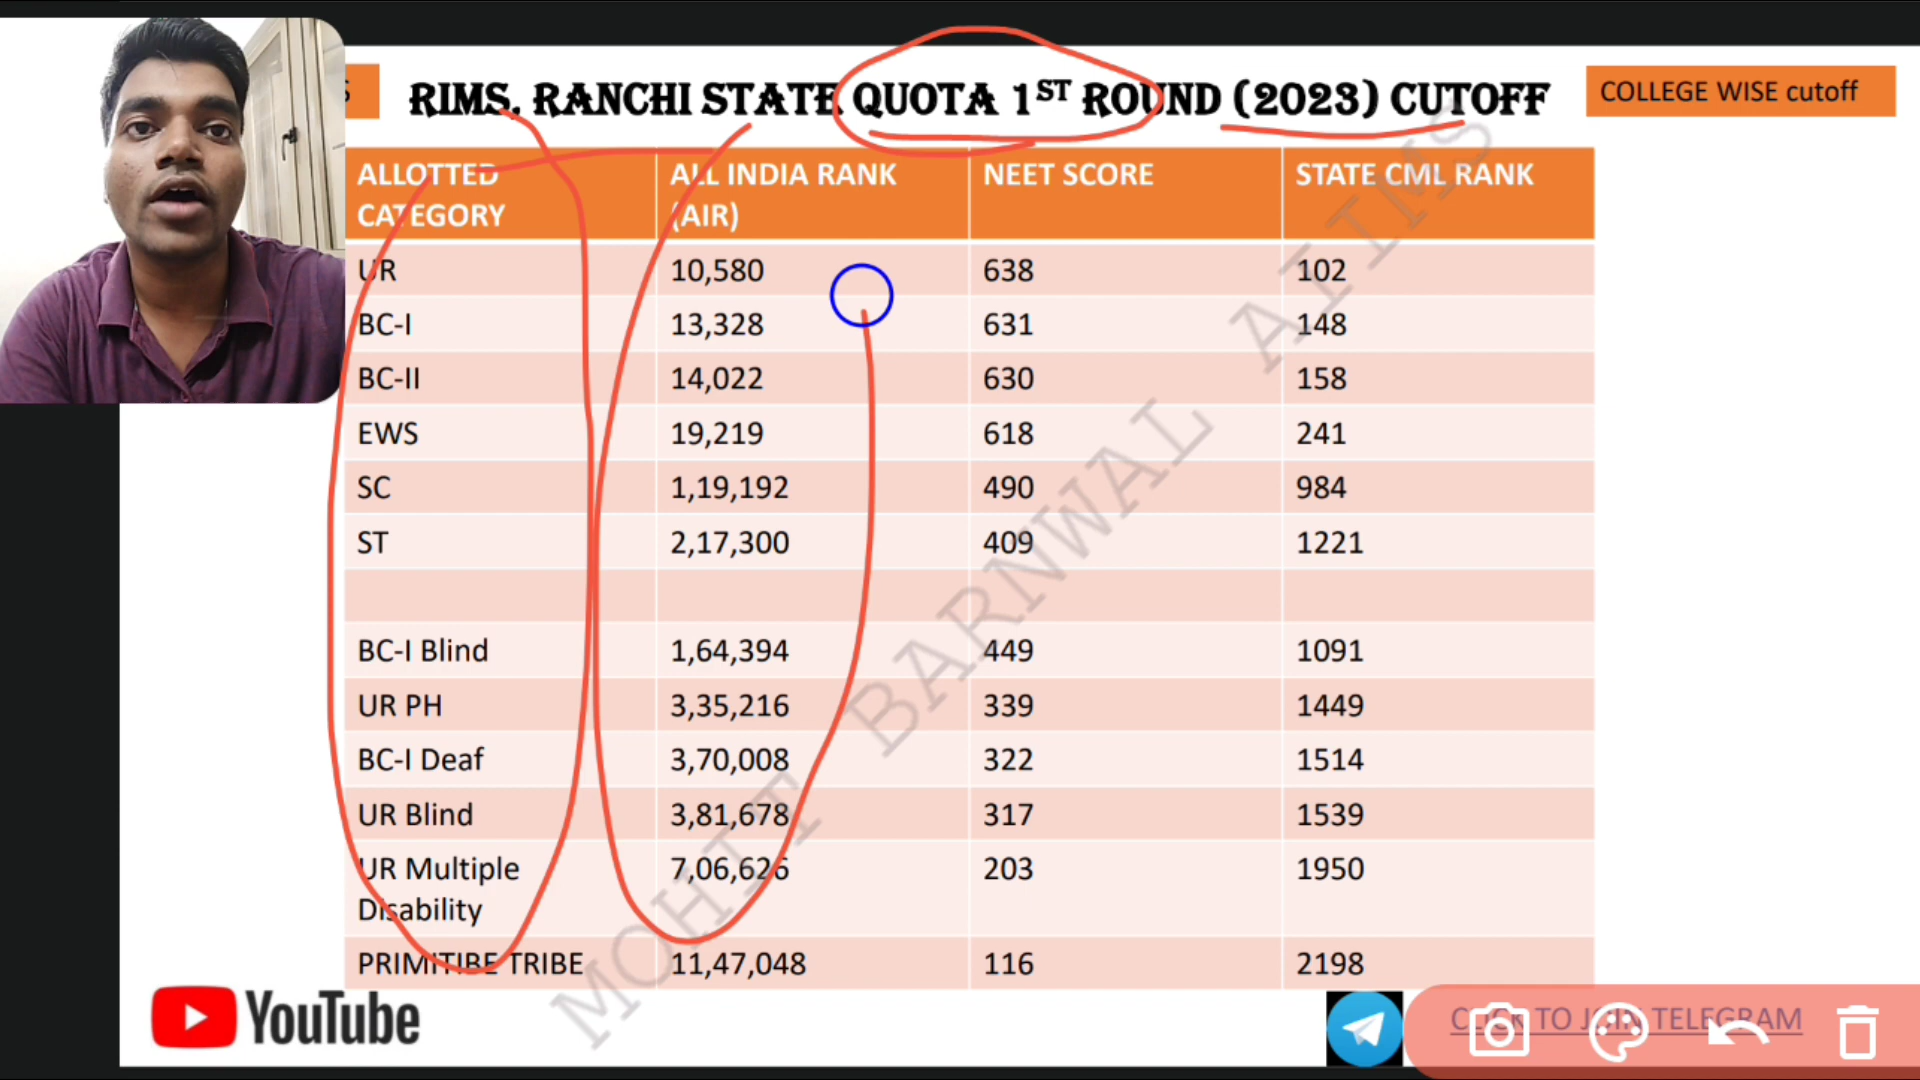 S
RIMS, RANCHI STATE QUOTA 1ST ROUND (2023) CUTOFF
COLLEGE WISE cutoff
ALLOTTED CATEGORY ALL INDIA RANK (AIR) NEET SCORE STATE CML RANK
UR 10,580 638 102
BC-I 13,328 631 148
BC-II 14,022 630 158
EWS 19,219 618 241
SC 1,19,192 490 984
ST 2,17,300 409 1221
BC-I Blind 1,64,394 449 1091
UR PH 3,35,216 339 1449
BC-I Deaf 3,70,008 322 1514
UR Blind 3,81,678 317 1539
UR Multiple Disability 7,06,626 203 1950
PRIMITIBE TRIBE 11,47,048 116 2198
MOHIT BARNWAL AIIMS
YouTube
CLICK TO JOIN TELEGRAM